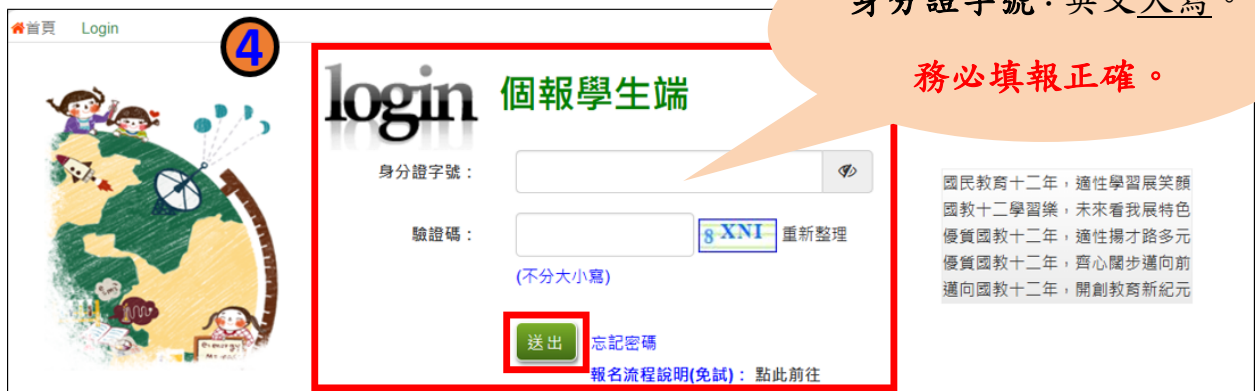 首頁 Login
4
身分證字號：英文大寫。
務必填報正確。
login 個報學生端
身分證字號：
驗證碼：
8 XNI 重新整理
(不分大小寫)
送出 忘記密碼
報名流程說明(免試)： 點此前往
國民教育十二年，適性學習展笑顏
國教十二學習樂，未來看我展特色
優質國教十二年，適性揚才路多元
優質國教十二年，齊心闊步邁向前
邁向國教十二年，開創教育新紀元